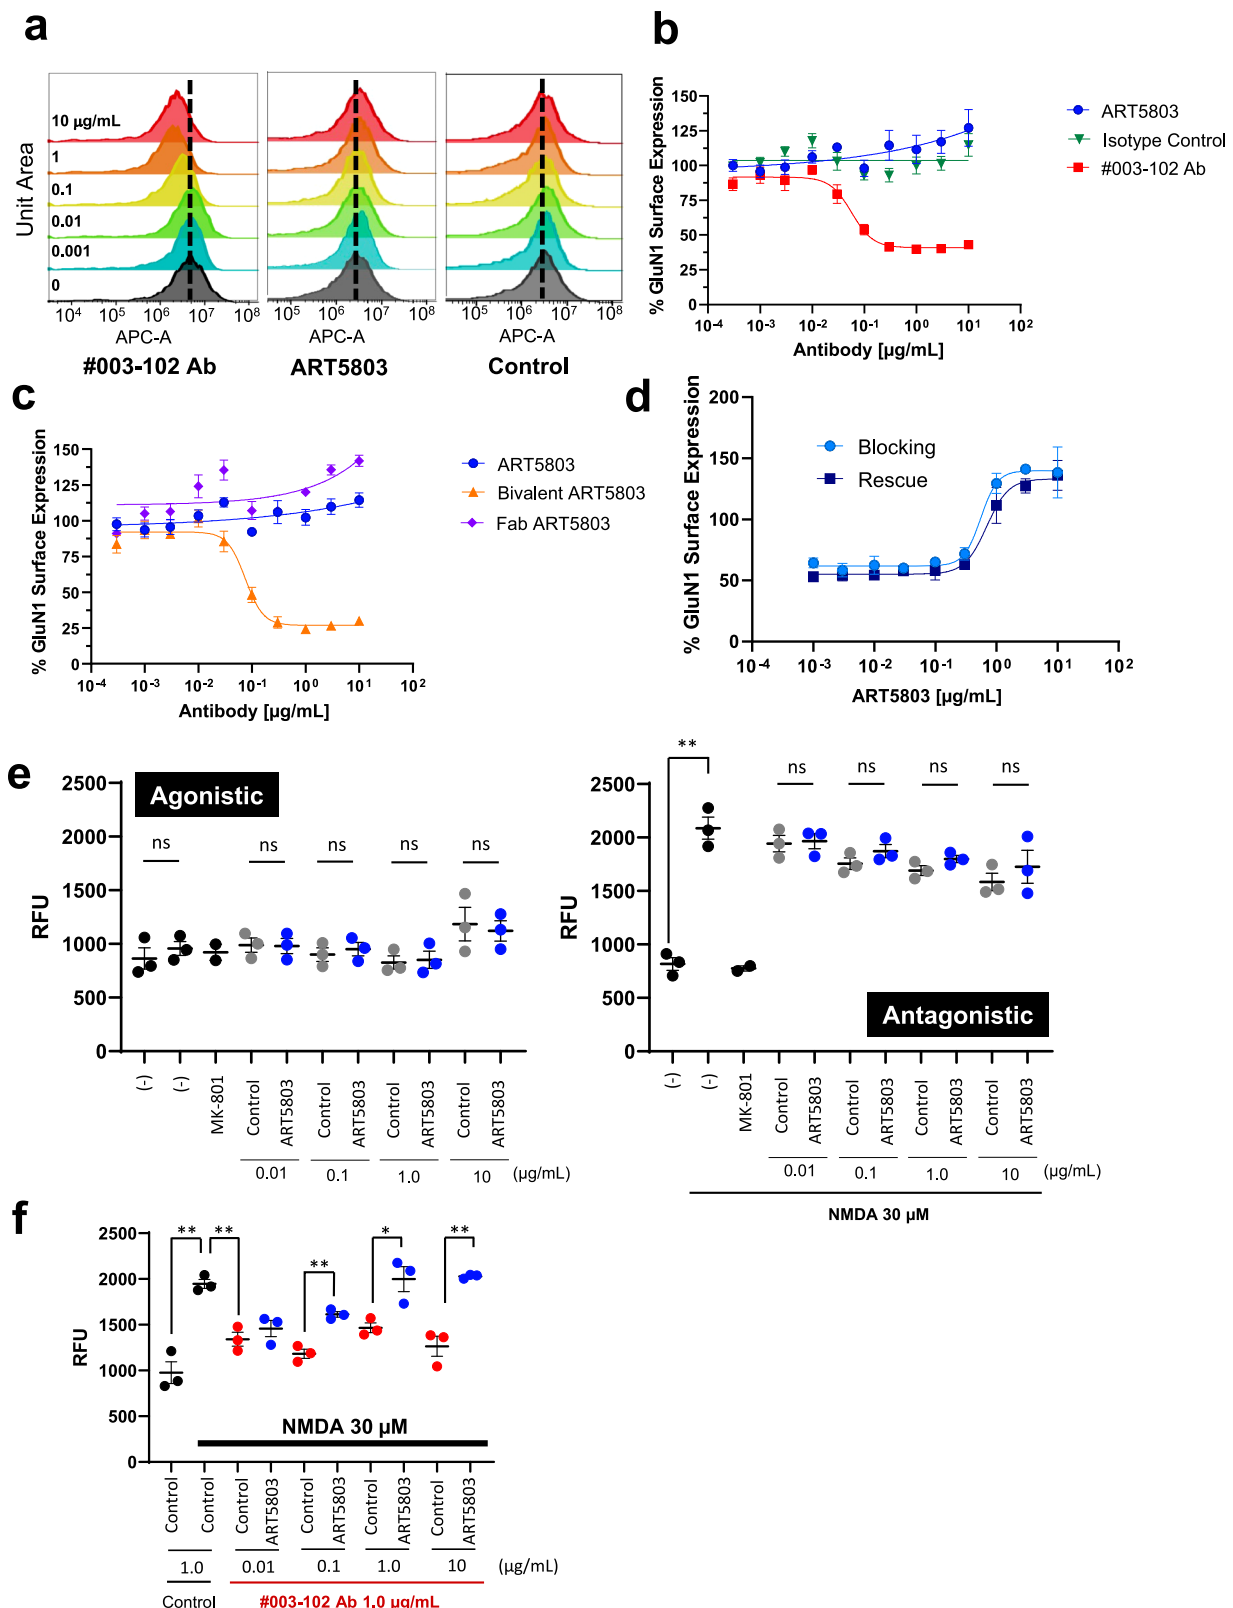 a
Unit Area
10 µg/mL
1
0.1
0.01
0.001
0
10⁴ 10⁵ 10⁶ 10⁷ 10⁸
APC-A
#003-102 Ab
10⁵ 10⁶ 10⁷ 10⁸
APC-A
ART5803
10⁵ 10⁶ 10⁷ 10⁸
APC-A
Control
b
% GluN1 Surface Expression
150
125
100
75
50
25
0
10⁻⁴ 10⁻³ 10⁻² 10⁻¹ 10⁰ 10¹ 10²
Antibody [µg/mL]
ART5803
Isotype Control
#003-102 Ab
c
% GluN1 Surface Expression
150
125
100
75
50
25
0
10⁻⁴ 10⁻³ 10⁻² 10⁻¹ 10⁰ 10¹ 10²
Antibody [µg/mL]
ART5803
Bivalent ART5803
Fab ART5803
d
% GluN1 Surface Expression
200
150
100
50
0
10⁻⁴ 10⁻³ 10⁻² 10⁻¹ 10⁰ 10¹ 10²
ART5803 [µg/mL]
Blocking
Rescue
e
RFU
2500
2000
1500
1000
500
0
Agonistic
ns ns ns ns ns
(-) (-) MK-801 Control ART5803 Control ART5803 Control ART5803 Control ART5803
0.01 0.1 1.0 10 (µg/mL)
RFU
2500
2000
1500
1000
500
0
** ns ns ns ns
Antagonistic
(-) (-) MK-801 Control ART5803 Control ART5803 Control ART5803 Control ART5803
0.01 0.1 1.0 10 (µg/mL)
NMDA 30 µM
f
RFU
2500
2000
1500
1000
500
0
** ** ** * **
NMDA 30 µM
Control Control Control ART5803 Control ART5803 Control ART5803 Control ART5803
1.0 0.01 0.1 1.0 10 (µg/mL)
Control #003-102 Ab 1.0 µg/mL